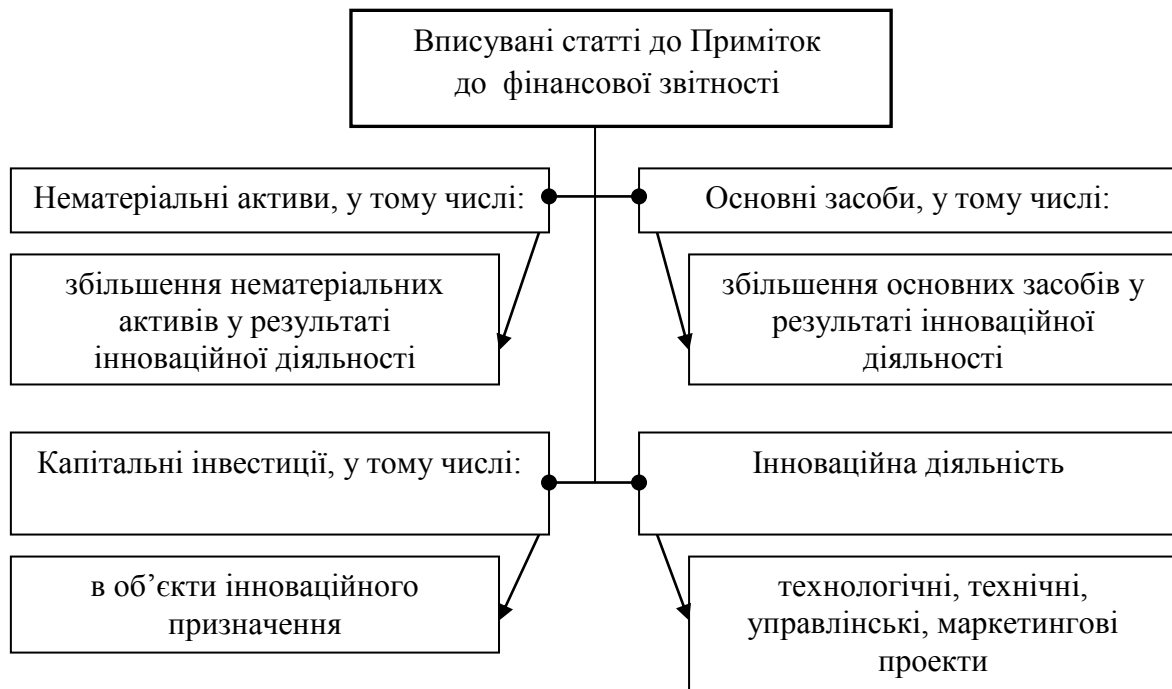 Вписувані статті до Приміток
до фінансової звітності
Нематеріальні активи, у тому числі:
Основні засоби, у тому числі:
збільшення нематеріальних
активів у результаті
інноваційної діяльності
збільшення основних засобів у
результаті інноваційної
діяльності
Капітальні інвестиції, у тому числі:
Інноваційна діяльність
в об’єкти інноваційного
призначення
технологічні, технічні,
управлінські, маркетингові
проекти